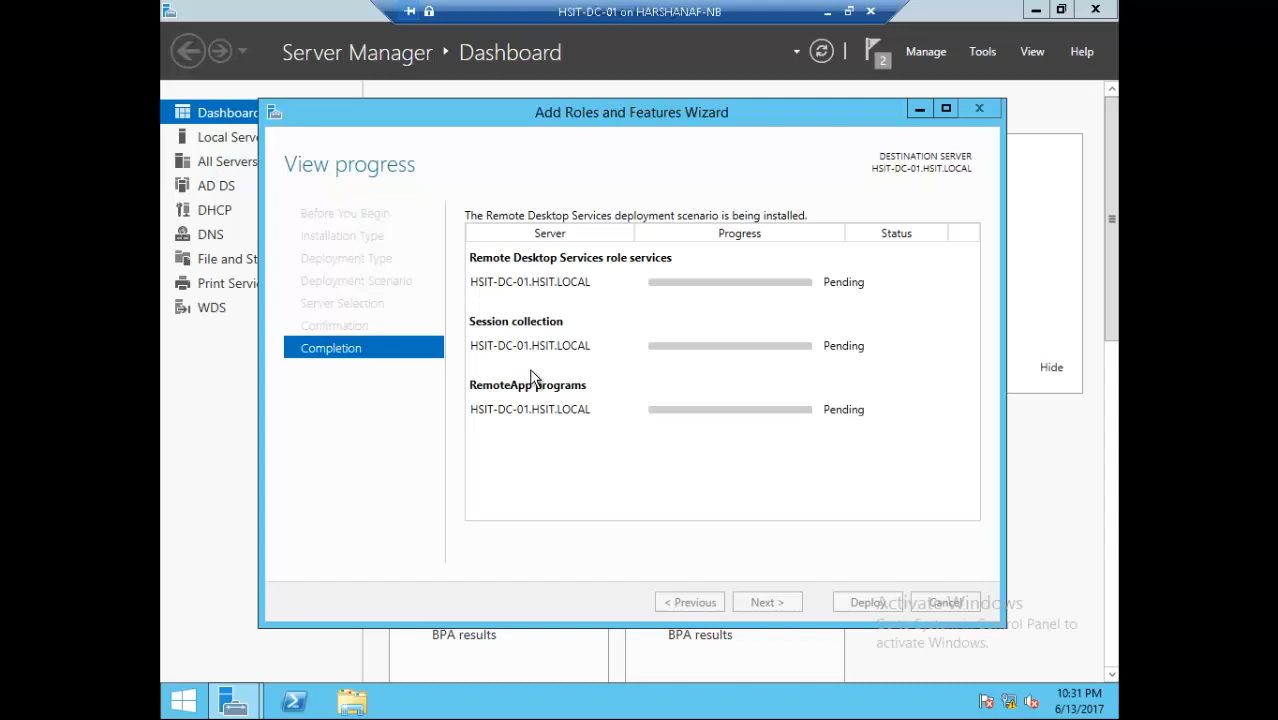 HSIT-DC-01 on HARSHANAF-NB
Server Manager Dashboard
2
Manage
Tools
View
Help
Dashboard
Local Serve
All Servers
AD DS
DHCP
DNS
File and St
Print Servi
WDS
Add Roles and Features Wizard
View progress
DESTINATION SERVER
HSIT-DC-01.HSIT.LOCAL
Before You Begin
Installation Type
Deployment Type
Deployment Scenario
Server Selection
Confirmation
Completion
The Remote Desktop Services deployment scenario is being installed.
Server Progress Status
Remote Desktop Services role services
HSIT-DC-01.HSIT.LOCAL Pending
Session collection
HSIT-DC-01.HSIT.LOCAL Pending
RemoteApp programs
HSIT-DC-01.HSIT.LOCAL Pending
Hide
< Previous
Next >
Deploy
Cancel
Activate Windows
Control Panel to
activate Windows.
BPA results
BPA results
10:31 PM
6/13/2017